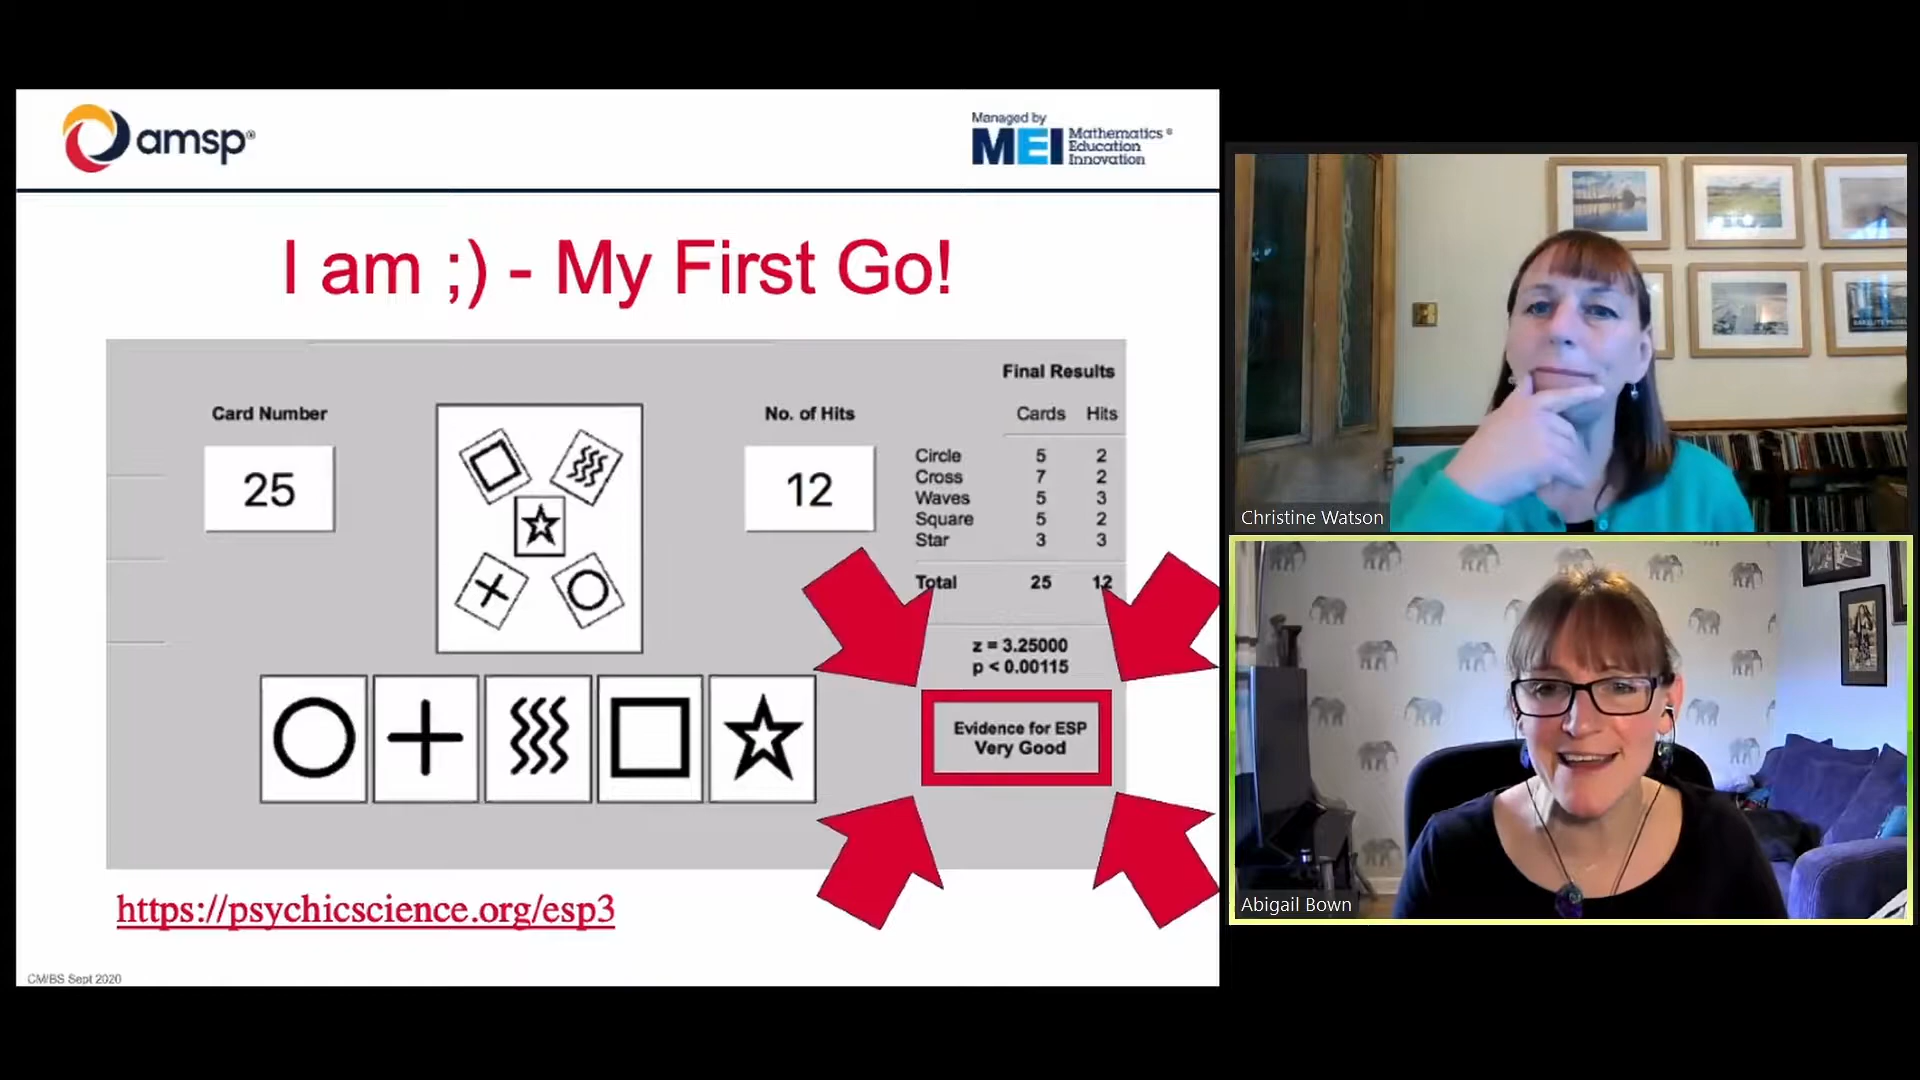 amsp®
Managed by
MEI Mathematics ®
Education
Innovation
I am ;) - My First Go!
Card Number
25
No. of Hits
12
Final Results
Cards Hits
Circle 5 2
Cross 7 2
Waves 5 3
Square 5 2
Star 3 3
Total 25 12
z = 3.25000
p < 0.00115
Evidence for ESP
Very Good
https://psychicscience.org/esp3
CM/BS Sept 2020
Christine Watson
Abigail Bown